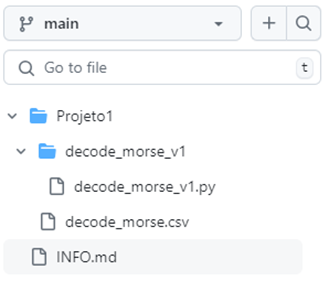 main
Go to file
t
Projeto1
decode_morse_v1
decode_morse_v1.py
decode_morse.csv
INFO.md